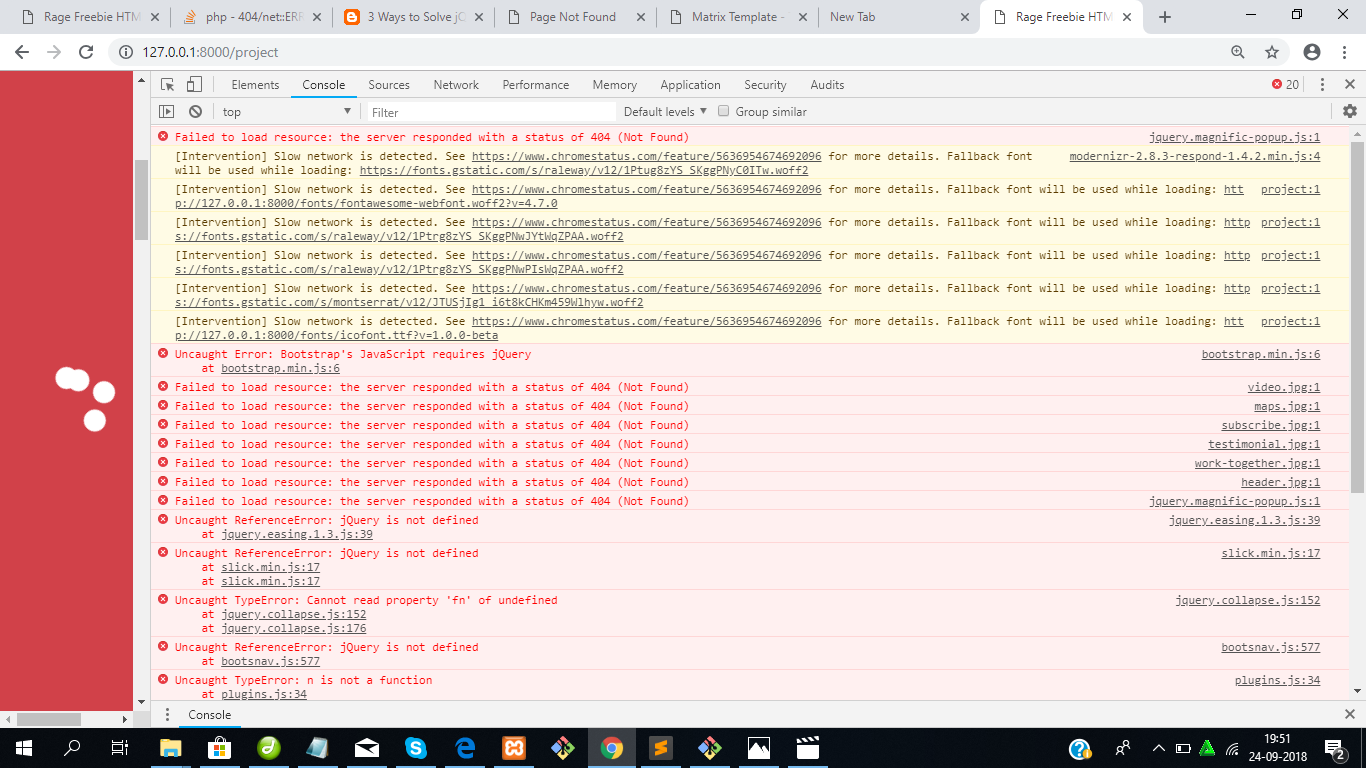 Rage Freebie HTM
php - 404/net::ERR
3 Ways to Solve jQ
Page Not Found
Matrix Template -
New Tab
Rage Freebie HTM
127.0.0.1:8000/project
Elements Console Sources Network Performance Memory Application Security Audits 20
top Filter Default levels Group similar
Failed to load resource: the server responded with a status of 404 (Not Found) jquery.magnific-popup.js:1
[Intervention] Slow network is detected. See https://www.chromestatus.com/feature/5636954674692096 for more details. Fallback font modernizr-2.8.3-respond-1.4.2.min.js:4
will be used while loading: https://fonts.gstatic.com/s/raleway/v12/1Ptug8zYS_SKggPNyC0ITw.woff2
[Intervention] Slow network is detected. See https://www.chromestatus.com/feature/5636954674692096 for more details. Fallback font will be used while loading: htt project:1
p://127.0.0.1:8000/fonts/fontawesome-webfont.woff2?v=4.7.0
[Intervention] Slow network is detected. See https://www.chromestatus.com/feature/5636954674692096 for more details. Fallback font will be used while loading: http project:1
s://fonts.gstatic.com/s/raleway/v12/1Ptrg8zYS_SKggPNwJYtWqZPAA.woff2
[Intervention] Slow network is detected. See https://www.chromestatus.com/feature/5636954674692096 for more details. Fallback font will be used while loading: http project:1
s://fonts.gstatic.com/s/raleway/v12/1Ptrg8zYS_SKggPNwPIsWqZPAA.woff2
[Intervention] Slow network is detected. See https://www.chromestatus.com/feature/5636954674692096 for more details. Fallback font will be used while loading: http project:1
s://fonts.gstatic.com/s/montserrat/v12/JTUSjIg1_i6t8kCHKm459Wlhyw.woff2
[Intervention] Slow network is detected. See https://www.chromestatus.com/feature/5636954674692096 for more details. Fallback font will be used while loading: htt project:1
p://127.0.0.1:8000/fonts/icofont.ttf?v=1.0.0-beta
Uncaught Error: Bootstrap's JavaScript requires jQuery bootstrap.min.js:6
at bootstrap.min.js:6
Failed to load resource: the server responded with a status of 404 (Not Found) video.jpg:1
Failed to load resource: the server responded with a status of 404 (Not Found) maps.jpg:1
Failed to load resource: the server responded with a status of 404 (Not Found) subscribe.jpg:1
Failed to load resource: the server responded with a status of 404 (Not Found) testimonial.jpg:1
Failed to load resource: the server responded with a status of 404 (Not Found) work-together.jpg:1
Failed to load resource: the server responded with a status of 404 (Not Found) header.jpg:1
Failed to load resource: the server responded with a status of 404 (Not Found) jquery.magnific-popup.js:1
Uncaught ReferenceError: jQuery is not defined jquery.easing.1.3.js:39
at jquery.easing.1.3.js:39
Uncaught ReferenceError: jQuery is not defined slick.min.js:17
at slick.min.js:17
at slick.min.js:17
Uncaught TypeError: Cannot read property 'fn' of undefined jquery.collapse.js:152
at jquery.collapse.js:152
at jquery.collapse.js:176
Uncaught ReferenceError: jQuery is not defined bootsnav.js:577
at bootsnav.js:577
Uncaught TypeError: n is not a function plugins.js:34
at plugins.js:34
Console
19:51
24-09-2018
2